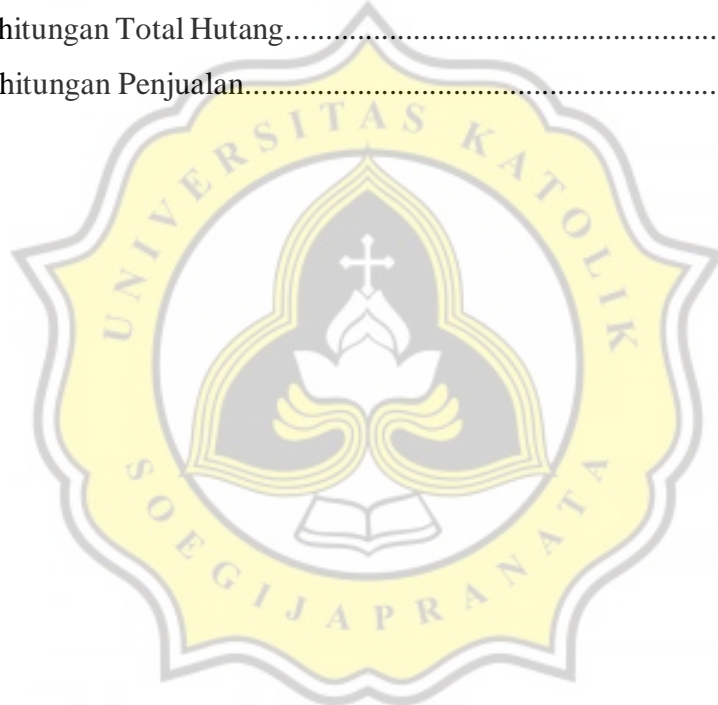 hitungan Total Hutang......................................................
hitungan Penjualan...........................................................
UNIVERSITAS KATOLIK
SOEGIJAPRANATA